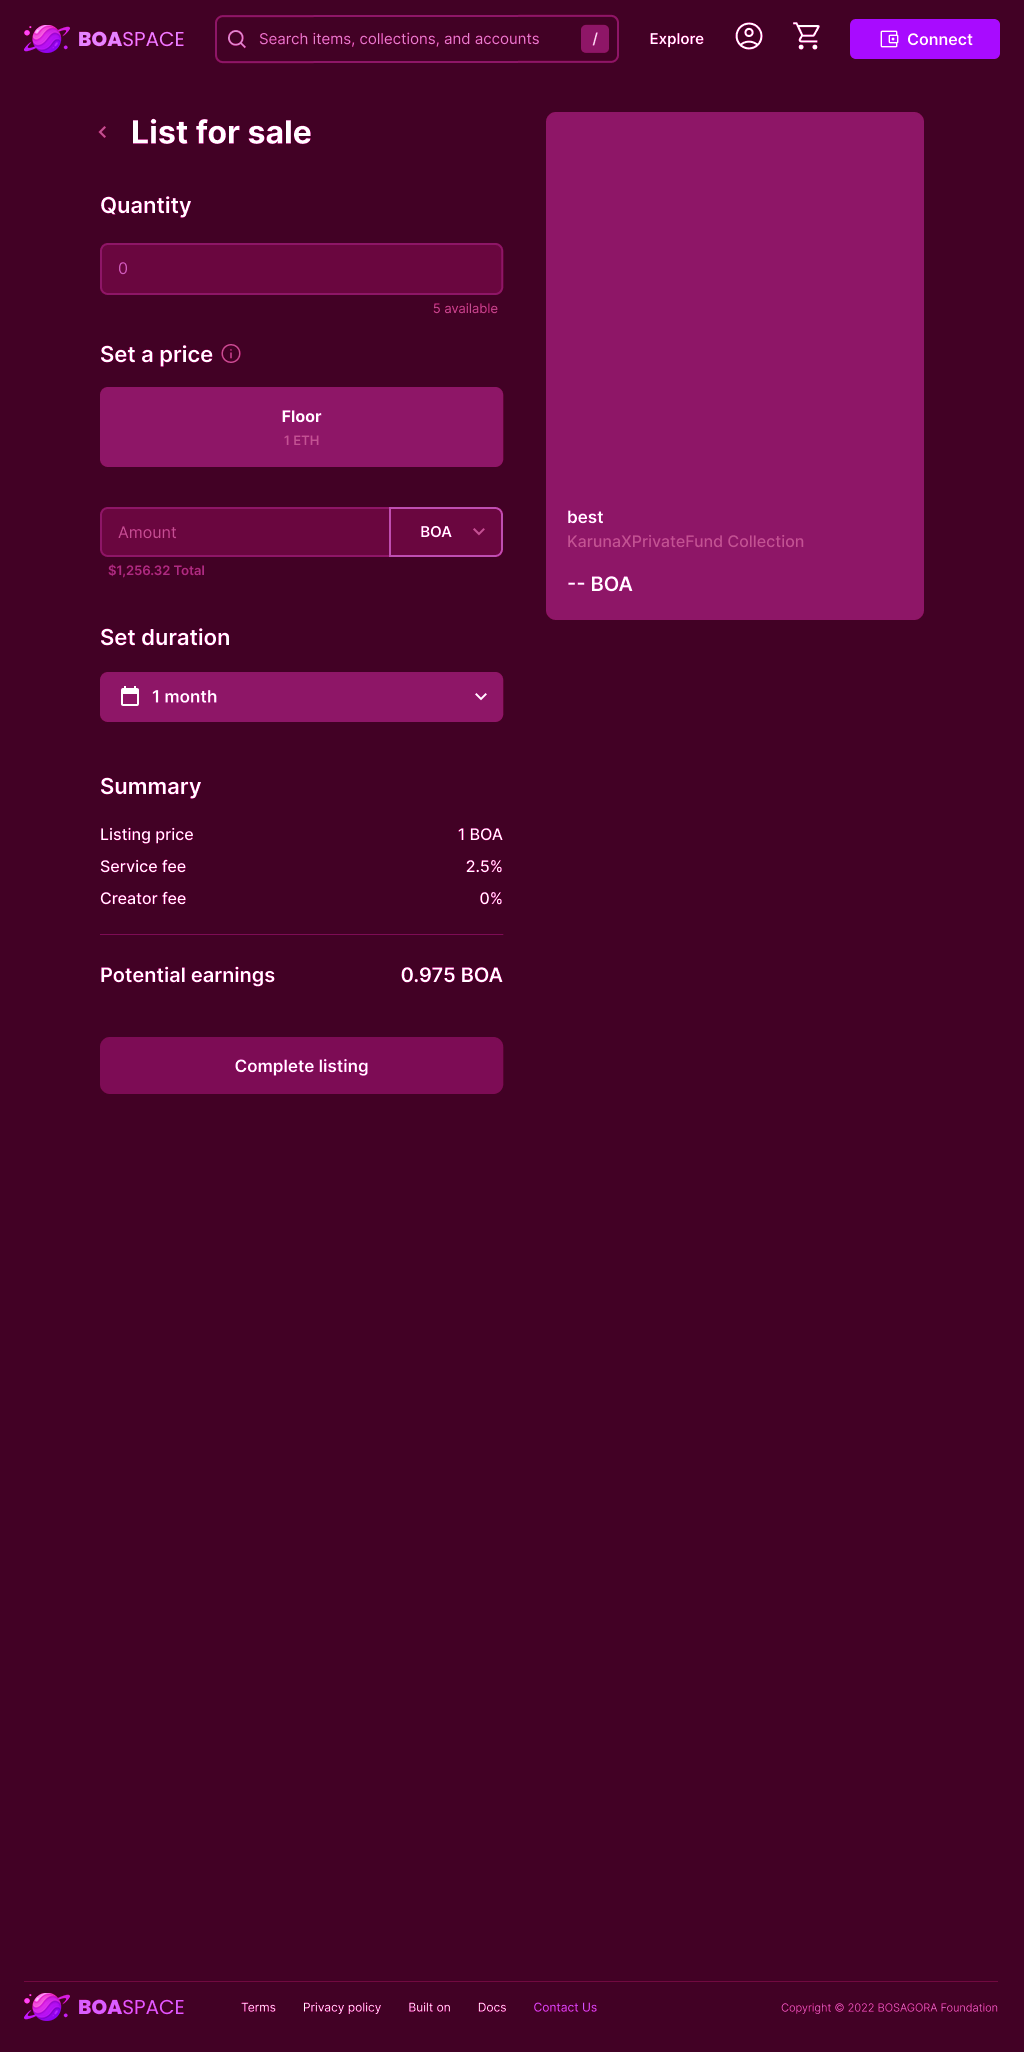 BOASPACE
Search items, collections, and accounts
/
Explore
Connect
List for sale
Quantity
0
5 available
Set a price
Floor
1 ETH
Amount
BOA
$1,256.32 Total
Set duration
1 month
Summary
Listing price 1 BOA
Service fee 2.5%
Creator fee 0%
Potential earnings 0.975 BOA
Complete listing
best
KarunaXPrivateFund Collection
-- BOA
BOASPACE
Terms Privacy policy Built on Docs Contact Us
Copyright © 2022 BOSAGORA Foundation